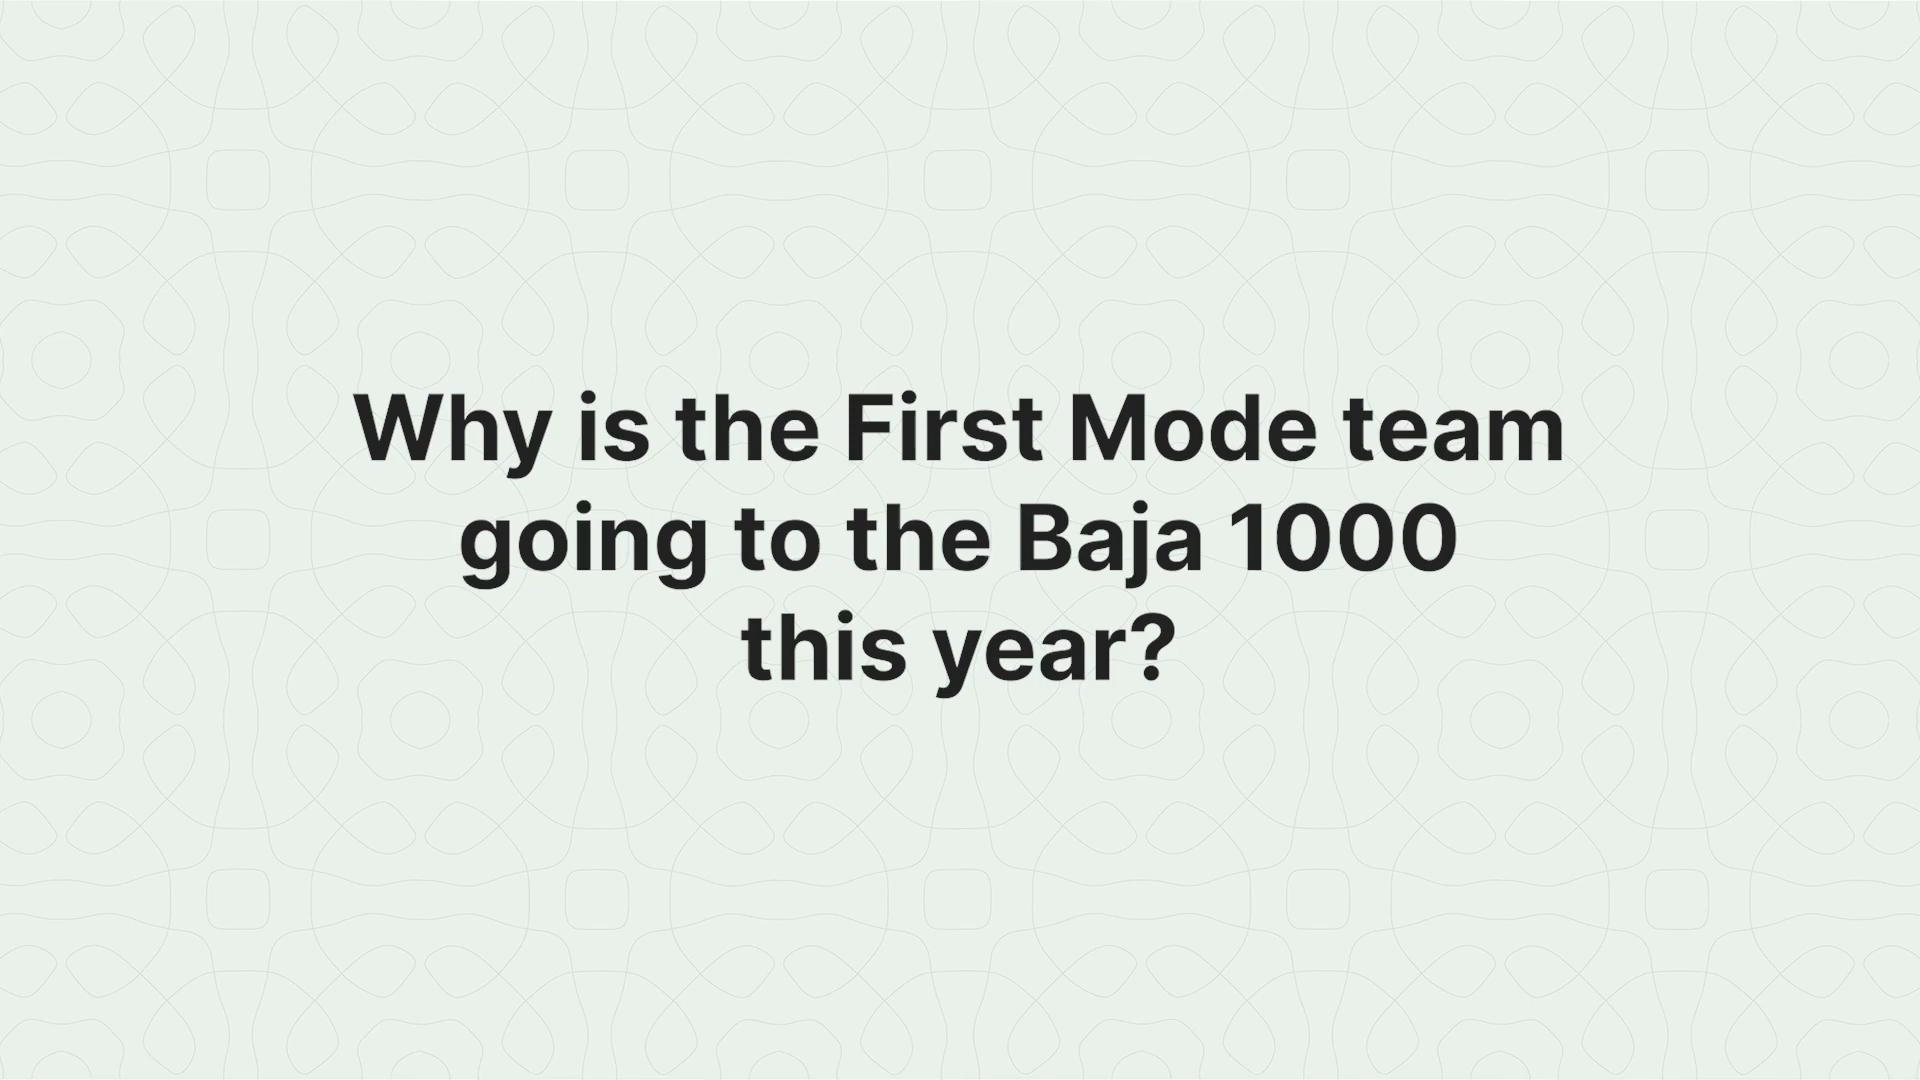 Why is the First Mode team
going to the Baja 1000
this year?